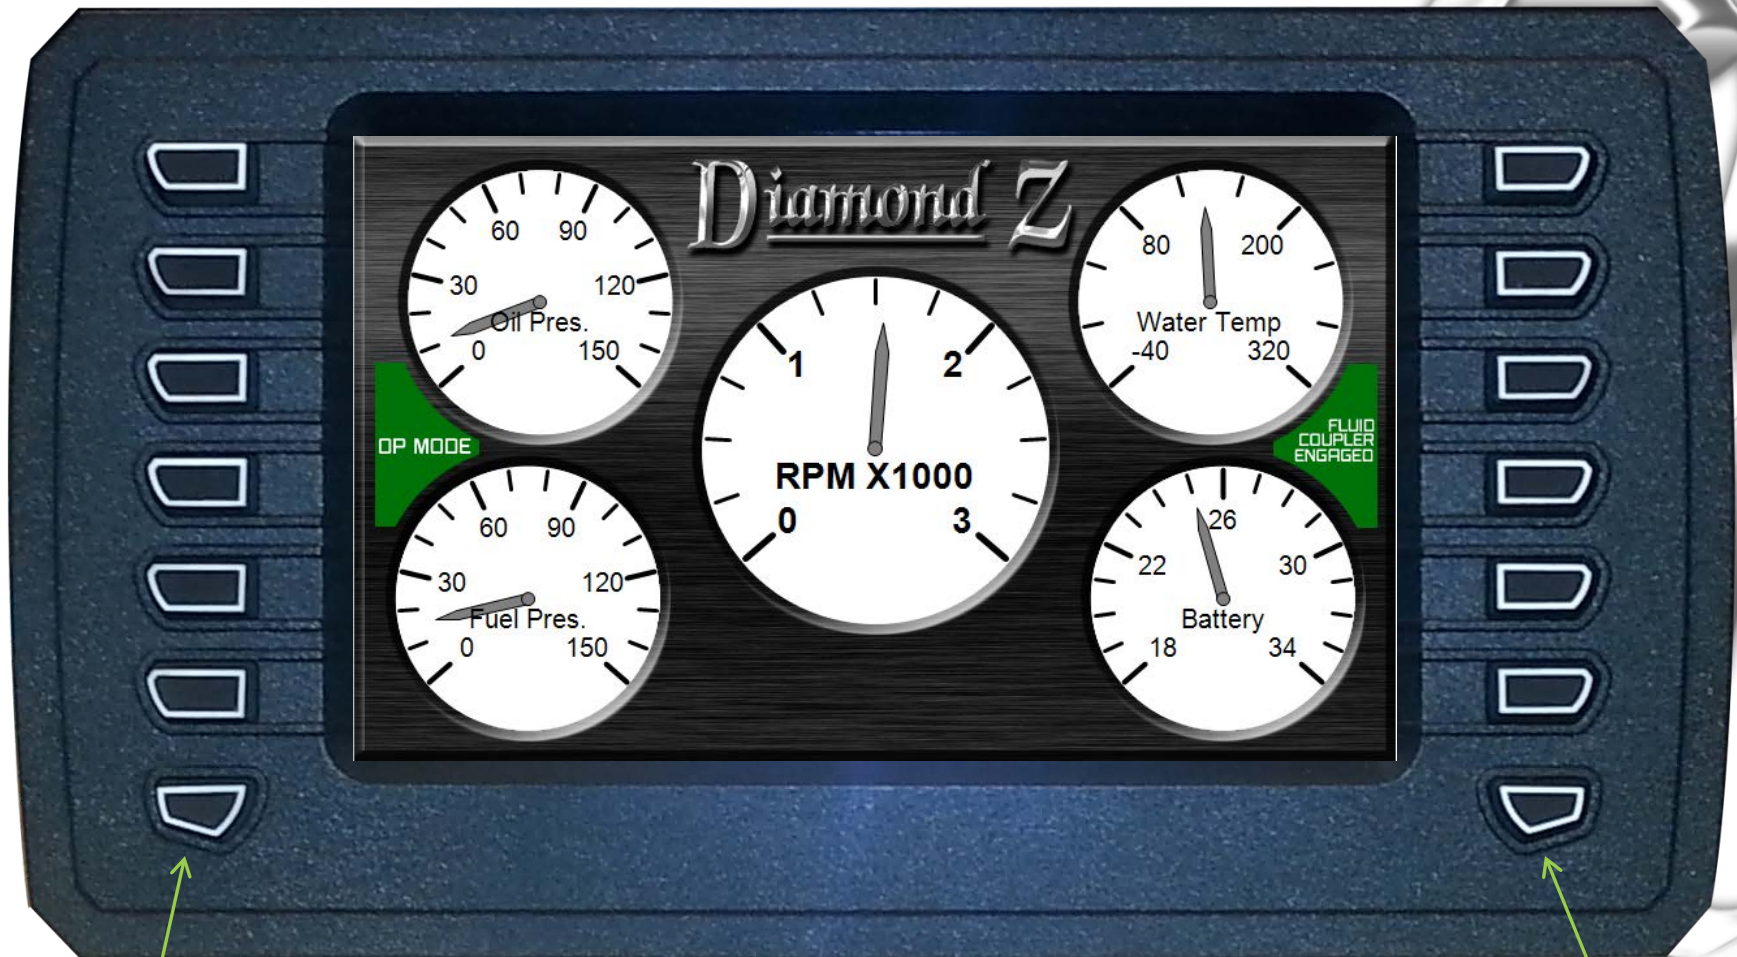 Diamond Z
60 90
30 120
Oil Pres.
0 150
80 200
Water Temp
-40 320
1 2
RPM X1000
0 3
OP MODE
FLUID
COUPLER
ENGAGED
60 90
30 120
Fuel Pres.
0 150
26
22 30
Battery
18 34